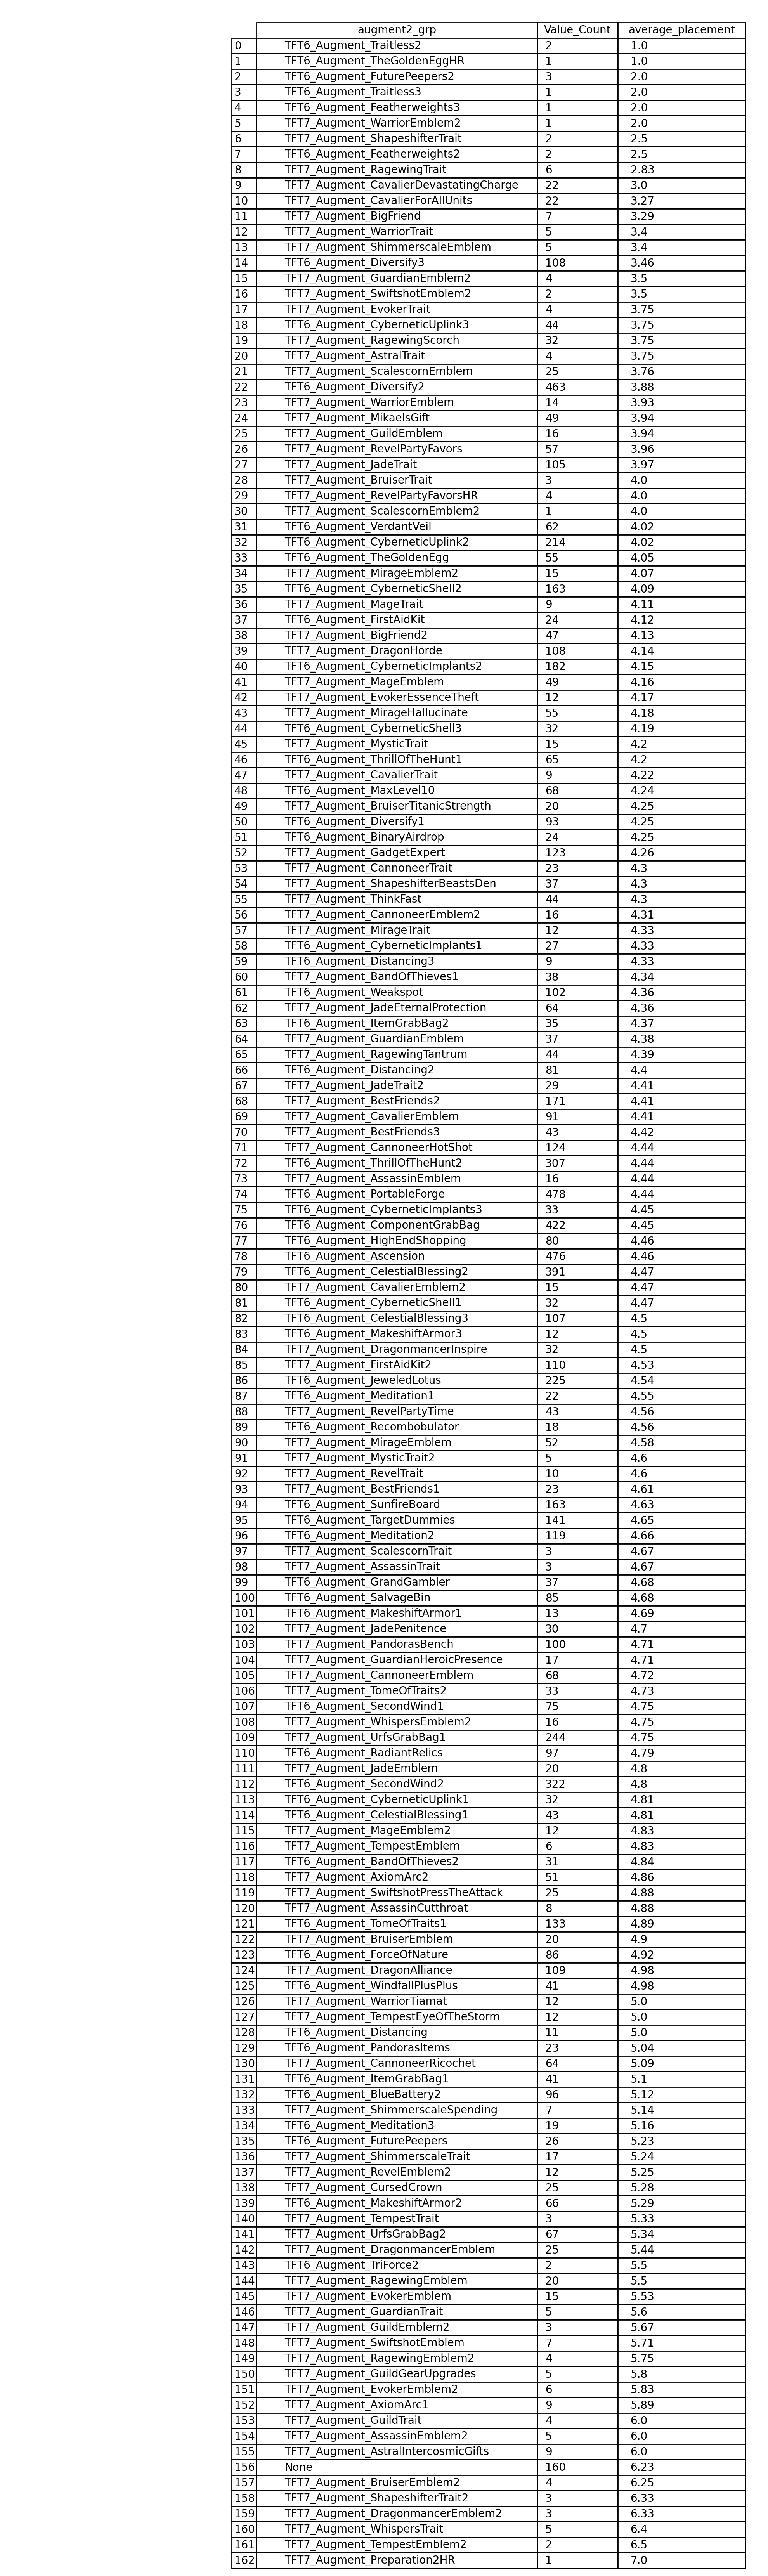 augment2_grp Value_Count average_placement
0 TFT6_Augment_Traitless2 2 1.0
1 TFT6_Augment_TheGoldenEggHR 1 1.0
2 TFT6_Augment_FuturePeepers2 3 2.0
3 TFT6_Augment_Traitless3 1 2.0
4 TFT6_Augment_Featherweights3 1 2.0
5 TFT7_Augment_WarriorEmblem2 1 2.0
6 TFT7_Augment_ShapeshifterTrait 2 2.5
7 TFT6_Augment_Featherweights2 2 2.5
8 TFT7_Augment_RagewingTrait 6 2.83
9 TFT7_Augment_CavalierDevastatingCharge 22 3.0
10 TFT7_Augment_CavalierForAllUnits 22 3.27
11 TFT7_Augment_BigFriend 7 3.29
12 TFT7_Augment_WarriorTrait 5 3.4
13 TFT7_Augment_ShimmerscaleEmblem 5 3.4
14 TFT6_Augment_Diversify3 108 3.46
15 TFT7_Augment_GuardianEmblem2 4 3.5
16 TFT7_Augment_SwiftshotEmblem2 2 3.5
17 TFT7_Augment_EvokerTrait 4 3.75
18 TFT6_Augment_CyberneticUplink3 44 3.75
19 TFT7_Augment_RagewingScorch 32 3.75
20 TFT7_Augment_AstralTrait 4 3.75
21 TFT7_Augment_ScalescornEmblem 25 3.76
22 TFT6_Augment_Diversify2 463 3.88
23 TFT7_Augment_WarriorEmblem 14 3.93
24 TFT7_Augment_MikaelsGift 49 3.94
25 TFT7_Augment_GuildEmblem 16 3.94
26 TFT7_Augment_RevelPartyFavors 57 3.96
27 TFT7_Augment_JadeTrait 105 3.97
28 TFT7_Augment_BruiserTrait 3 4.0
29 TFT7_Augment_RevelPartyFavorsHR 4 4.0
30 TFT7_Augment_ScalescornEmblem2 1 4.0
31 TFT6_Augment_VerdantVeil 62 4.02
32 TFT6_Augment_CyberneticUplink2 214 4.02
33 TFT6_Augment_TheGoldenEgg 55 4.05
34 TFT7_Augment_MirageEmblem2 15 4.07
35 TFT6_Augment_CyberneticShell2 163 4.09
36 TFT7_Augment_MageTrait 9 4.11
37 TFT6_Augment_FirstAidKit 24 4.12
38 TFT7_Augment_BigFriend2 47 4.13
39 TFT7_Augment_DragonHorde 108 4.14
40 TFT6_Augment_CyberneticImplants2 182 4.15
41 TFT7_Augment_MageEmblem 49 4.16
42 TFT7_Augment_EvokerEssenceTheft 12 4.17
43 TFT7_Augment_MirageHallucinate 55 4.18
44 TFT6_Augment_CyberneticShell3 32 4.19
45 TFT7_Augment_MysticTrait 15 4.2
46 TFT6_Augment_ThrillOfTheHunt1 65 4.2
47 TFT7_Augment_CavalierTrait 9 4.22
48 TFT6_Augment_MaxLevel10 68 4.24
49 TFT7_Augment_BruiserTitanicStrength 20 4.25
50 TFT6_Augment_Diversify1 93 4.25
51 TFT6_Augment_BinaryAirdrop 24 4.25
52 TFT7_Augment_GadgetExpert 123 4.26
53 TFT7_Augment_CannoneerTrait 23 4.3
54 TFT7_Augment_ShapeshifterBeastsDen 37 4.3
55 TFT7_Augment_ThinkFast 44 4.3
56 TFT7_Augment_CannoneerEmblem2 16 4.31
57 TFT7_Augment_MirageTrait 12 4.33
58 TFT6_Augment_CyberneticImplants1 27 4.33
59 TFT6_Augment_Distancing3 9 4.33
60 TFT7_Augment_BandOfThieves1 38 4.34
61 TFT6_Augment_Weakspot 102 4.36
62 TFT7_Augment_JadeEternalProtection 64 4.36
63 TFT6_Augment_ItemGrabBag2 35 4.37
64 TFT7_Augment_GuardianEmblem 37 4.38
65 TFT7_Augment_RagewingTantrum 44 4.39
66 TFT6_Augment_Distancing2 81 4.4
67 TFT7_Augment_JadeTrait2 29 4.41
68 TFT7_Augment_BestFriends2 171 4.41
69 TFT7_Augment_CavalierEmblem 91 4.41
70 TFT7_Augment_BestFriends3 43 4.42
71 TFT7_Augment_CannoneerHotShot 124 4.44
72 TFT6_Augment_ThrillOfTheHunt2 307 4.44
73 TFT7_Augment_AssassinEmblem 16 4.44
74 TFT6_Augment_PortableForge 478 4.44
75 TFT6_Augment_CyberneticImplants3 33 4.45
76 TFT6_Augment_ComponentGrabBag 422 4.45
77 TFT6_Augment_HighEndShopping 80 4.46
78 TFT6_Augment_Ascension 476 4.46
79 TFT6_Augment_CelestialBlessing2 391 4.47
80 TFT7_Augment_CavalierEmblem2 15 4.47
81 TFT6_Augment_CyberneticShell1 32 4.47
82 TFT6_Augment_CelestialBlessing3 107 4.5
83 TFT6_Augment_MakeshiftArmor3 12 4.5
84 TFT7_Augment_DragonmancerInspire 32 4.5
85 TFT7_Augment_FirstAidKit2 110 4.53
86 TFT6_Augment_JeweledLotus 225 4.54
87 TFT6_Augment_Meditation1 22 4.55
88 TFT7_Augment_RevelPartyTime 43 4.56
89 TFT6_Augment_Recombobulator 18 4.56
90 TFT7_Augment_MirageEmblem 52 4.58
91 TFT7_Augment_MysticTrait2 5 4.6
92 TFT7_Augment_RevelTrait 10 4.6
93 TFT7_Augment_BestFriends1 23 4.61
94 TFT6_Augment_SunfireBoard 163 4.63
95 TFT6_Augment_TargetDummies 141 4.65
96 TFT6_Augment_Meditation2 119 4.66
97 TFT7_Augment_ScalescornTrait 3 4.67
98 TFT7_Augment_AssassinTrait 3 4.67
99 TFT6_Augment_GrandGambler 37 4.68
100 TFT6_Augment_SalvageBin 85 4.68
101 TFT6_Augment_MakeshiftArmor1 13 4.69
102 TFT7_Augment_JadePenitence 30 4.7
103 TFT7_Augment_PandorasBench 100 4.71
104 TFT7_Augment_GuardianHeroicPresence 17 4.71
105 TFT7_Augment_CannoneerEmblem 68 4.72
106 TFT7_Augment_TomeOfTraits2 33 4.73
107 TFT6_Augment_SecondWind1 75 4.75
108 TFT7_Augment_WhispersEmblem2 16 4.75
109 TFT7_Augment_UrfsGrabBag1 244 4.75
110 TFT6_Augment_RadiantRelics 97 4.79
111 TFT7_Augment_JadeEmblem 20 4.8
112 TFT6_Augment_SecondWind2 322 4.8
113 TFT6_Augment_CyberneticUplink1 32 4.81
114 TFT6_Augment_CelestialBlessing1 43 4.81
115 TFT7_Augment_MageEmblem2 12 4.83
116 TFT7_Augment_TempestEmblem 6 4.83
117 TFT6_Augment_BandOfThieves2 31 4.84
118 TFT7_Augment_AxiomArc2 51 4.86
119 TFT7_Augment_SwiftshotPressTheAttack 25 4.88
120 TFT7_Augment_AssassinCutthroat 8 4.88
121 TFT6_Augment_TomeOfTraits1 133 4.89
122 TFT7_Augment_BruiserEmblem 20 4.9
123 TFT6_Augment_ForceOfNature 86 4.92
124 TFT7_Augment_DragonAlliance 109 4.98
125 TFT6_Augment_WindfallPlusPlus 41 4.98
126 TFT7_Augment_WarriorTiamat 12 5.0
127 TFT7_Augment_TempestEyeOfTheStorm 12 5.0
128 TFT6_Augment_Distancing 11 5.0
129 TFT6_Augment_PandorasItems 23 5.04
130 TFT7_Augment_CannoneerRicochet 64 5.09
131 TFT6_Augment_ItemGrabBag1 41 5.1
132 TFT6_Augment_BlueBattery2 96 5.12
133 TFT7_Augment_ShimmerscaleSpending 7 5.14
134 TFT6_Augment_Meditation3 19 5.16
135 TFT6_Augment_FuturePeepers 26 5.23
136 TFT7_Augment_ShimmerscaleTrait 17 5.24
137 TFT7_Augment_RevelEmblem2 12 5.25
138 TFT7_Augment_CursedCrown 25 5.28
139 TFT6_Augment_MakeshiftArmor2 66 5.29
140 TFT7_Augment_TempestTrait 3 5.33
141 TFT7_Augment_UrfsGrabBag2 67 5.34
142 TFT7_Augment_DragonmancerEmblem 25 5.44
143 TFT6_Augment_TriForce2 2 5.5
144 TFT7_Augment_RagewingEmblem 20 5.5
145 TFT7_Augment_EvokerEmblem 15 5.53
146 TFT7_Augment_GuardianTrait 5 5.6
147 TFT7_Augment_GuildEmblem2 3 5.67
148 TFT7_Augment_SwiftshotEmblem 7 5.71
149 TFT7_Augment_RagewingEmblem2 4 5.75
150 TFT7_Augment_GuildGearUpgrades 5 5.8
151 TFT7_Augment_EvokerEmblem2 6 5.83
152 TFT7_Augment_AxiomArc1 9 5.89
153 TFT7_Augment_GuildTrait 4 6.0
154 TFT7_Augment_AssassinEmblem2 5 6.0
155 TFT7_Augment_AstralIntercosmicGifts 9 6.0
156 None 160 6.23
157 TFT7_Augment_BruiserEmblem2 4 6.25
158 TFT7_Augment_ShapeshifterTrait2 3 6.33
159 TFT7_Augment_DragonmancerEmblem2 3 6.33
160 TFT7_Augment_WhispersTrait 5 6.4
161 TFT7_Augment_TempestEmblem2 2 6.5
162 TFT7_Augment_Preparation2HR 1 7.0